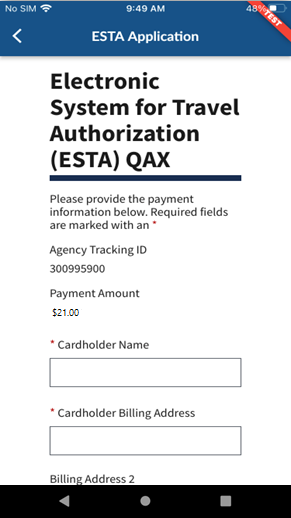 No SIM 9:49 AM 48%
TEST
ESTA Application
Electronic
System for Travel
Authorization
(ESTA) QAX
Please provide the payment
information below. Required fields
are marked with an *
Agency Tracking ID
300995900
Payment Amount
$21.00
* Cardholder Name
* Cardholder Billing Address
Billing Address 2